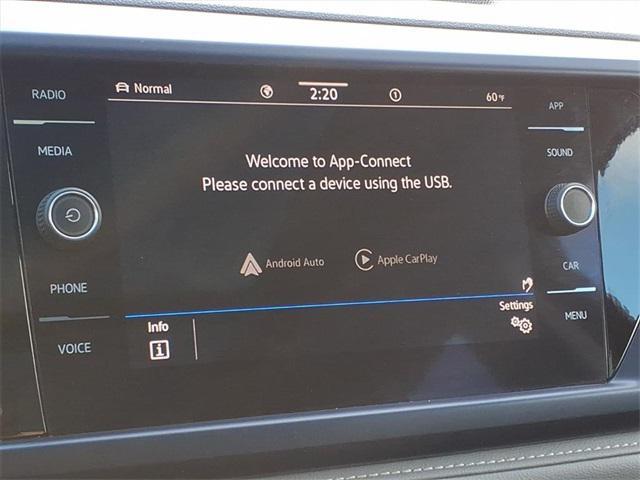 RADIO
MEDIA
PHONE
VOICE
Normal 2:20 1 60°F
Welcome to App-Connect
Please connect a device using the USB.
Android Auto Apple CarPlay
Info
i
Settings
APP
SOUND
CAR
MENU